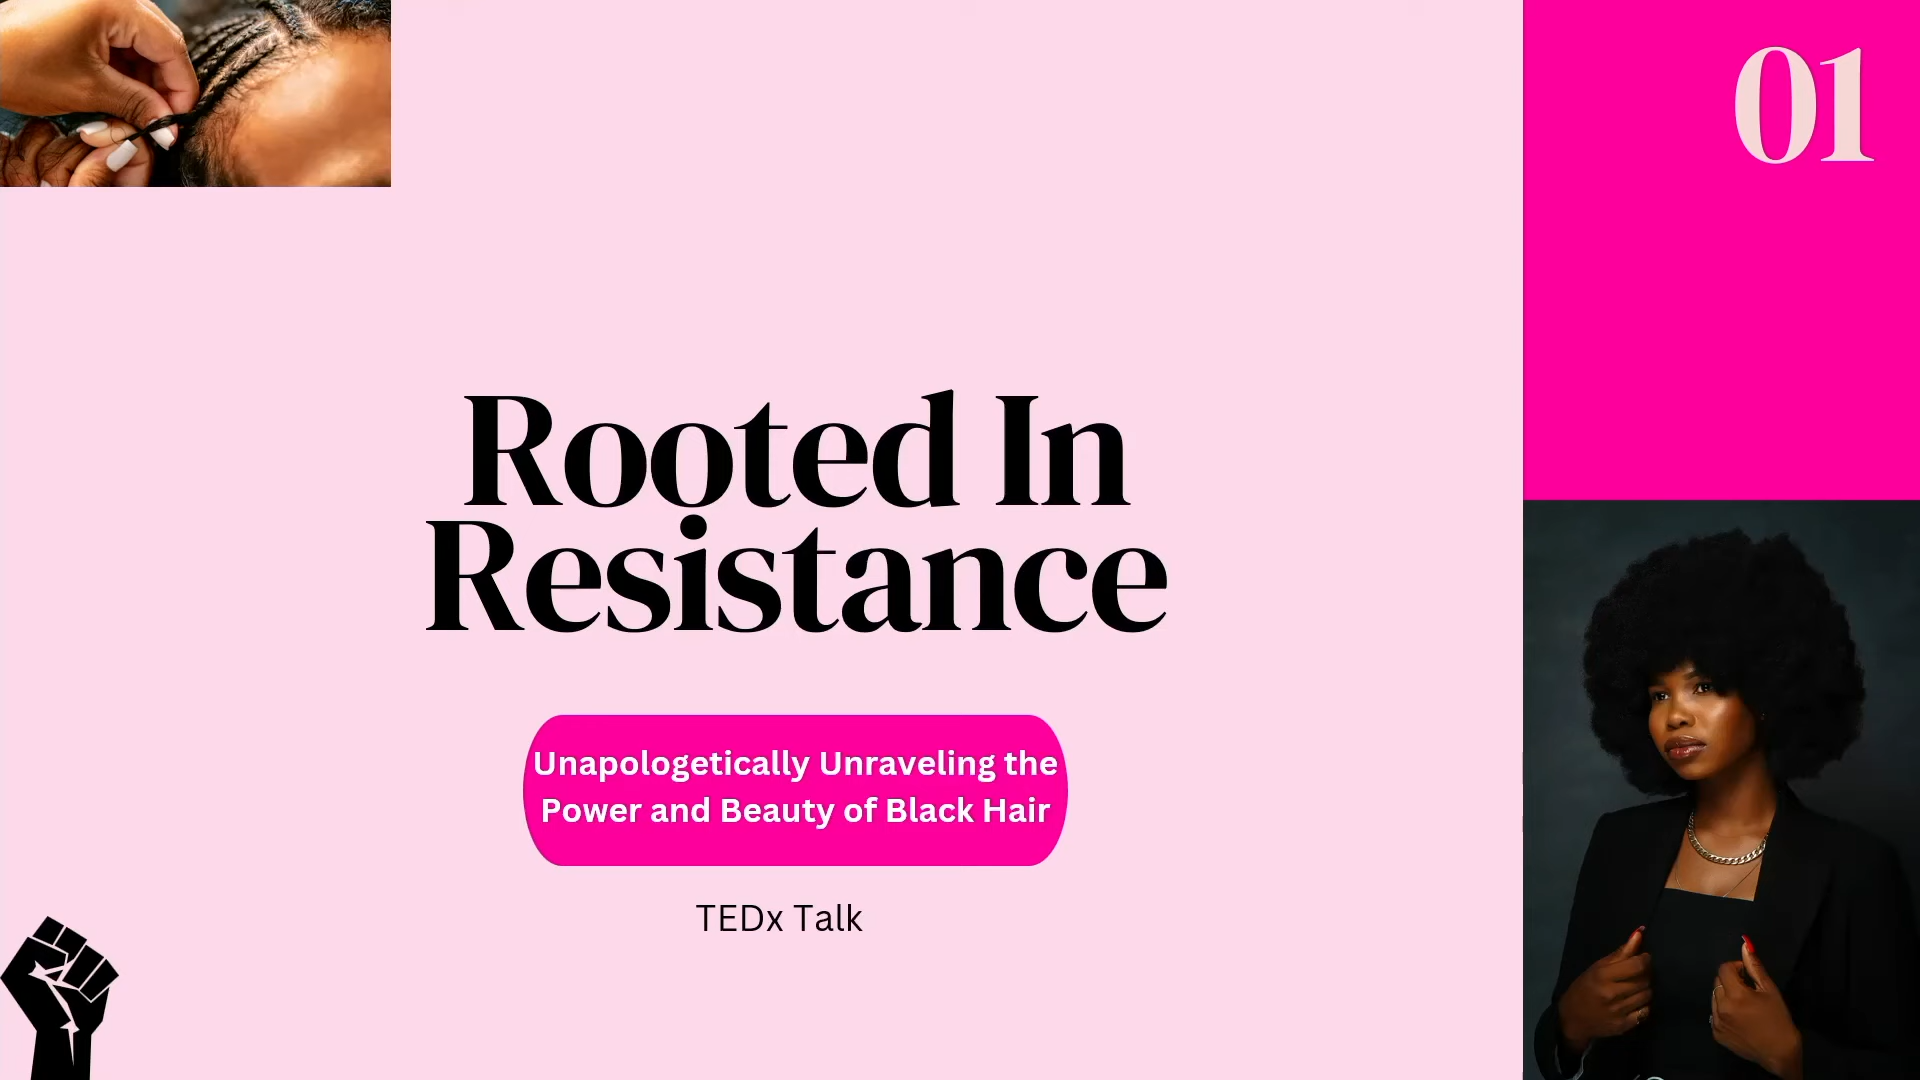 01
Rooted In
Resistance
Unapologetically Unraveling the
Power and Beauty of Black Hair
TEDx Talk